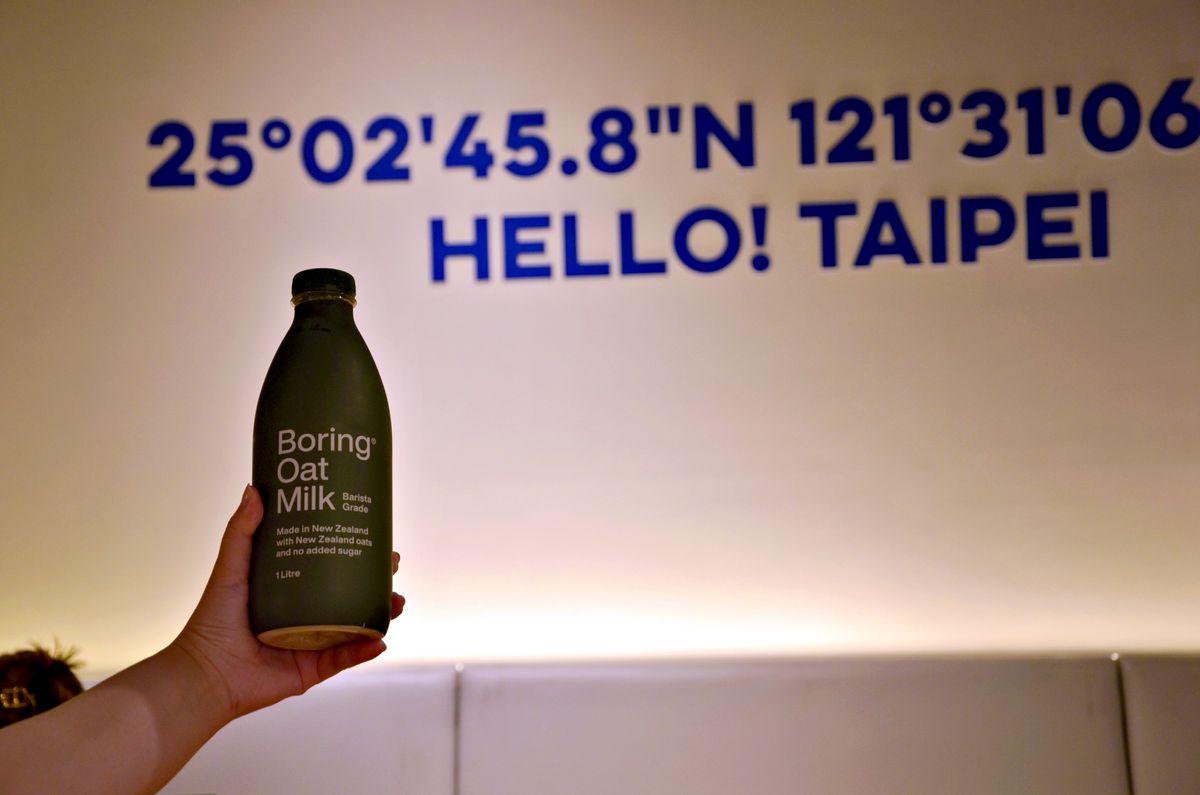 25°02'45.8"N 121°31'06
HELLO! TAIPEI
Boring®
Oat
Milk Barista
Grade
Made in New Zealand
with New Zealand oats
and no added sugar
1 Litre